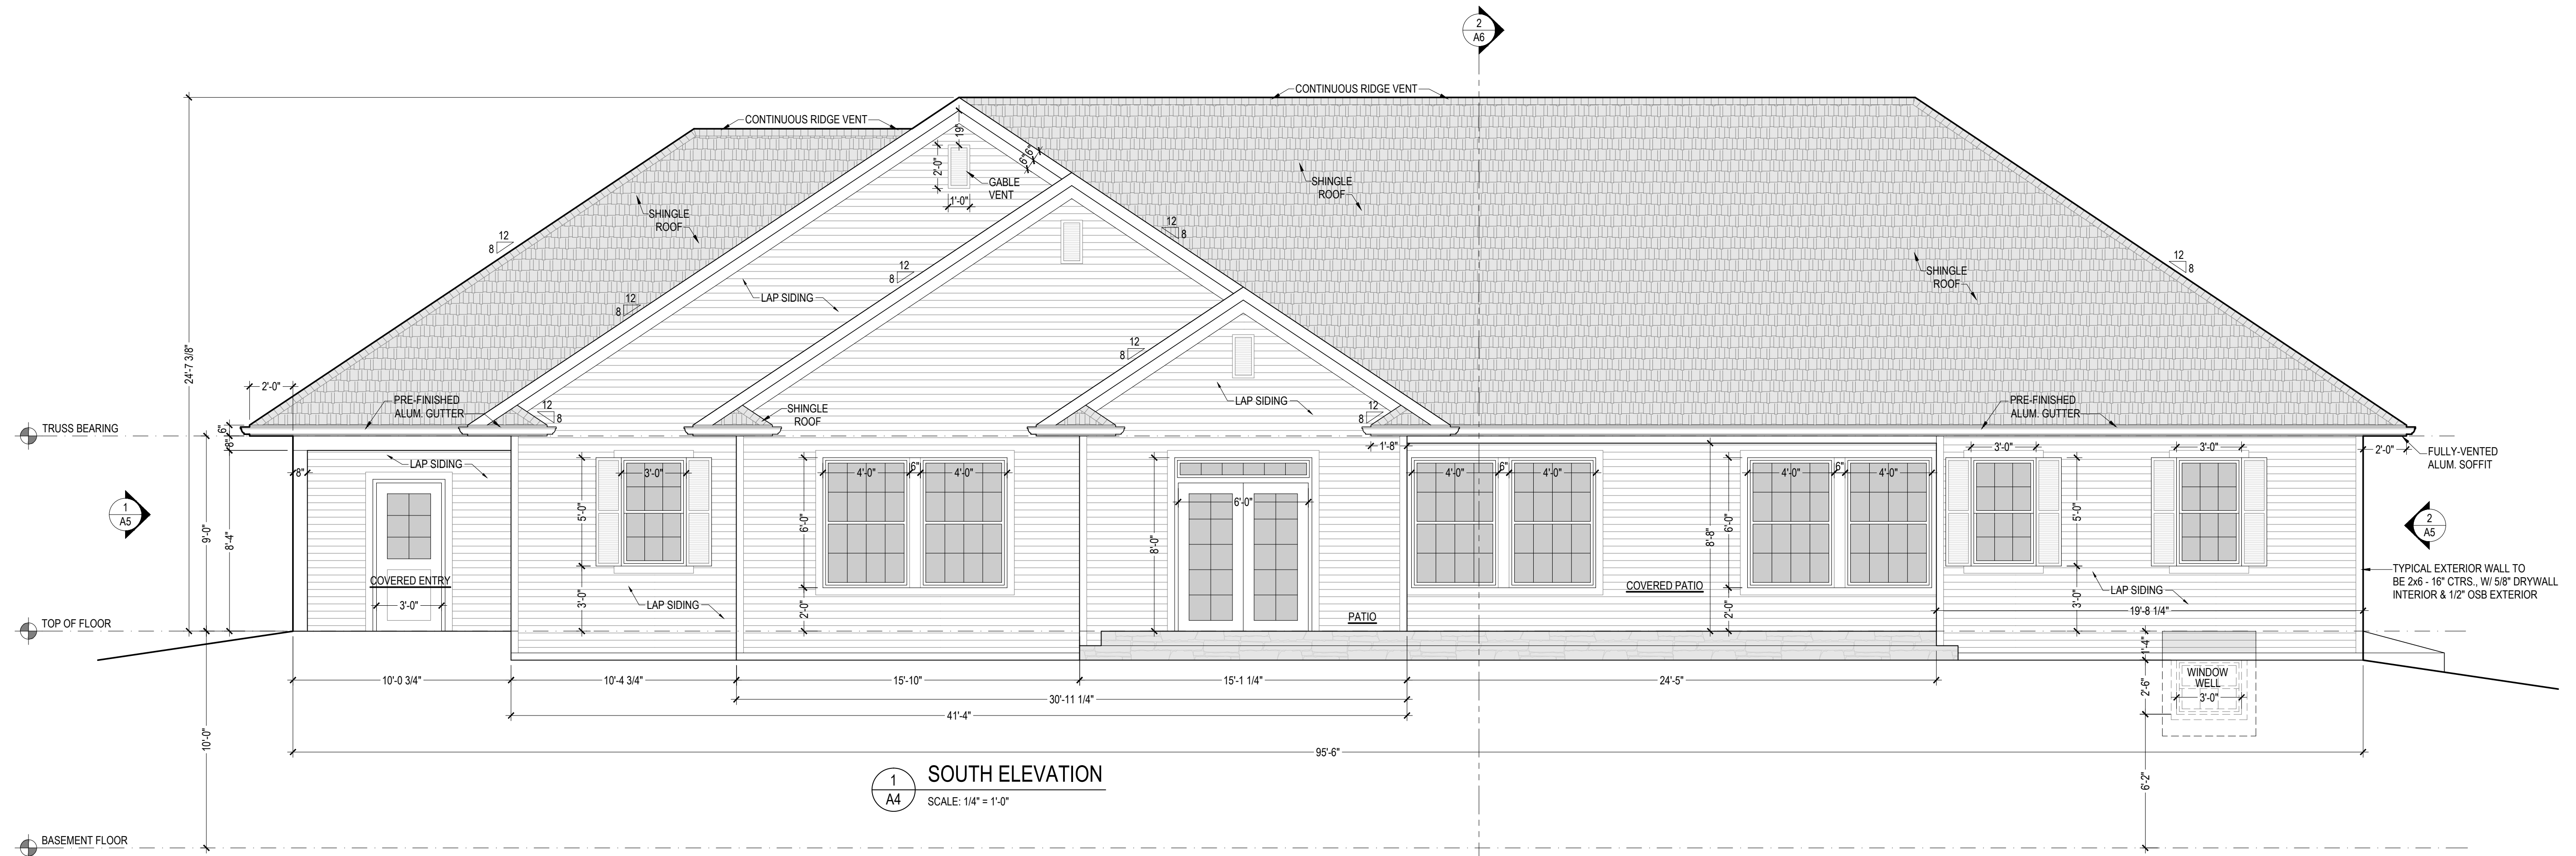 2
A6
CONTINUOUS RIDGE VENT
CONTINUOUS RIDGE VENT
19"
6"
6"
2'-0"
GABLE
VENT
1'-0"
SHINGLE
ROOF
SHINGLE
ROOF
12
8
12
8
12
8
SHINGLE
ROOF
12
8
12
8
LAP SIDING
12
8
24'-7 3/8"
12
8
2'-0"
PRE-FINISHED
ALUM. GUTTER
12
8
SHINGLE
ROOF
LAP SIDING
12
8
PRE-FINISHED
ALUM. GUTTER
TRUSS BEARING
6"
8"
1'-8"
3'-0"
3'-0"
2'-0"
FULLY-VENTED
ALUM. SOFFIT
LAP SIDING
8"
3'-0"
4'-0"
6"
4'-0"
6'-0"
4'-0"
6"
4'-0"
4'-0"
6"
4'-0"
1
A5
9'-0"
8'-4"
5'-0"
6'-0"
8'-0"
8'-8"
6'-0"
5'-0"
2
A5
COVERED ENTRY
3'-0"
3'-0"
LAP SIDING
2'-0"
PATIO
COVERED PATIO
2'-0"
3'-0"
LAP SIDING
19'-8 1/4"
TYPICAL EXTERIOR WALL TO
BE 2x6 - 16" CTRS., W/ 5/8" DRYWALL
INTERIOR & 1/2" OSB EXTERIOR
TOP OF FLOOR
1'-4"
10'-0 3/4"
10'-4 3/4"
15'-10"
15'-1 1/4"
24'-5"
2'-6"
WINDOW
WELL
3'-0"
30'-11 1/4"
41'-4"
10'-0"
95'-6"
6'-2"
1
A4
SOUTH ELEVATION
SCALE: 1/4" = 1'-0"
BASEMENT FLOOR